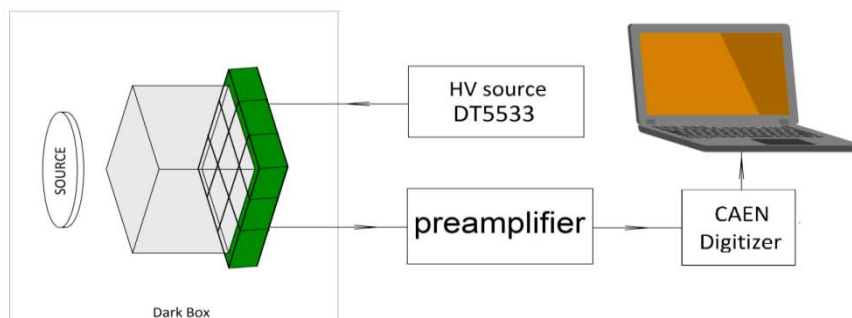 SOURCE
Dark Box
HV source
DT5533
preamplifier
CAEN
Digitizer